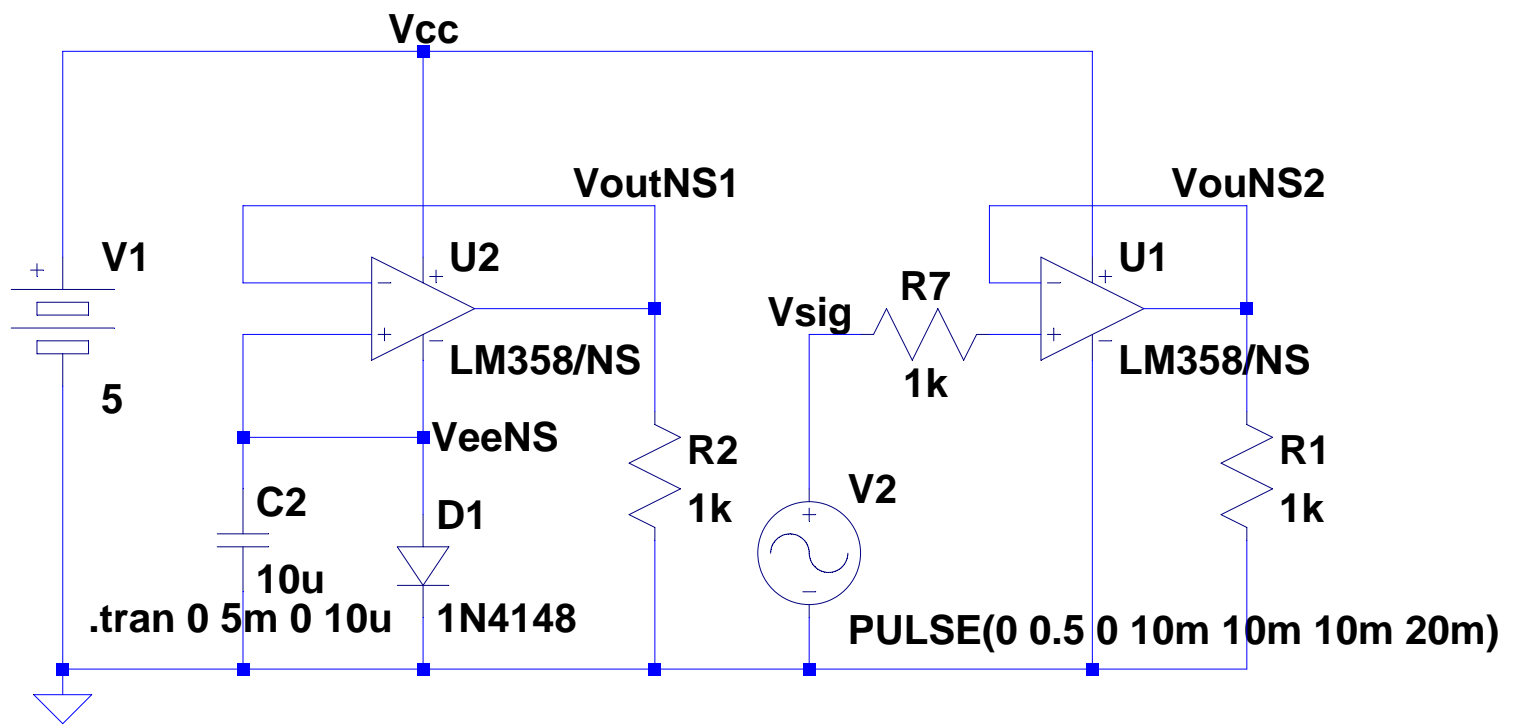 Vcc
VoutNS1
VouNS2
V1
+
U2
+
U1
+
R7
−
−
Vsig
+
+
−
−
LM358/NS
LM358/NS
1k
5
VeeNS
R2
R1
V2
C2
D1
1k
1k
+
10u
−
.tran 0 5m 0 10u
1N4148
PULSE(0 0.5 0 10m 10m 10m 20m)